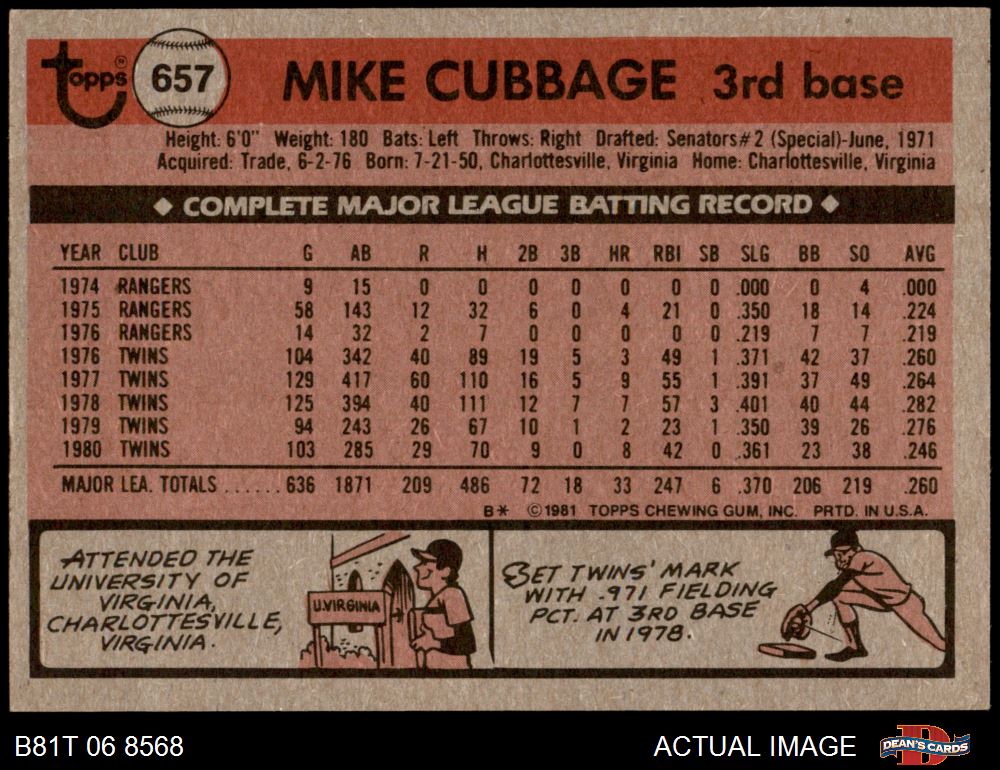 Topps
657
MIKE CUBBAGE 3rd base
Height: 6'0" Weight: 180 Bats: Left Throws: Right Drafted: Senators #2 (Special)-June, 1971
Acquired: Trade, 6-2-76 Born: 7-21-50, Charlottesville, Virginia Home: Charlottesville, Virginia
◆ COMPLETE MAJOR LEAGUE BATTING RECORD ◆
YEAR CLUB G AB R H 2B 3B HR RBI SB SLG BB SO AVG
1974 RANGERS 9 15 0 0 0 0 0 0 0 .000 0 4 .000
1975 RANGERS 58 143 12 32 6 0 4 21 0 .350 18 14 .224
1976 RANGERS 14 32 2 7 0 0 0 0 0 .219 7 7 .219
1976 TWINS 104 342 40 89 19 5 3 49 1 .371 42 37 .260
1977 TWINS 129 417 60 110 16 5 9 55 1 .391 37 49 .264
1978 TWINS 125 394 40 111 12 7 7 57 3 .401 40 44 .282
1979 TWINS 94 243 26 67 10 1 2 23 1 .350 39 26 .276
1980 TWINS 103 285 29 70 9 0 8 42 0 .361 23 38 .246
MAJOR LEA. TOTALS ...... 636 1871 209 486 72 18 33 247 6 .370 206 219 .260
B* ©1981 TOPPS CHEWING GUM, INC. PRTD. IN U.S.A.
ATTENDED THE
UNIVERSITY OF
VIRGINIA,
CHARLOTTESVILLE,
VIRGINIA.
U.VIRGINIA
SET TWINS' MARK
WITH .971 FIELDING
PCT. AT 3RD BASE
IN 1978.
B81T 06 8568
ACTUAL IMAGE
D
DEAN'S CARDS